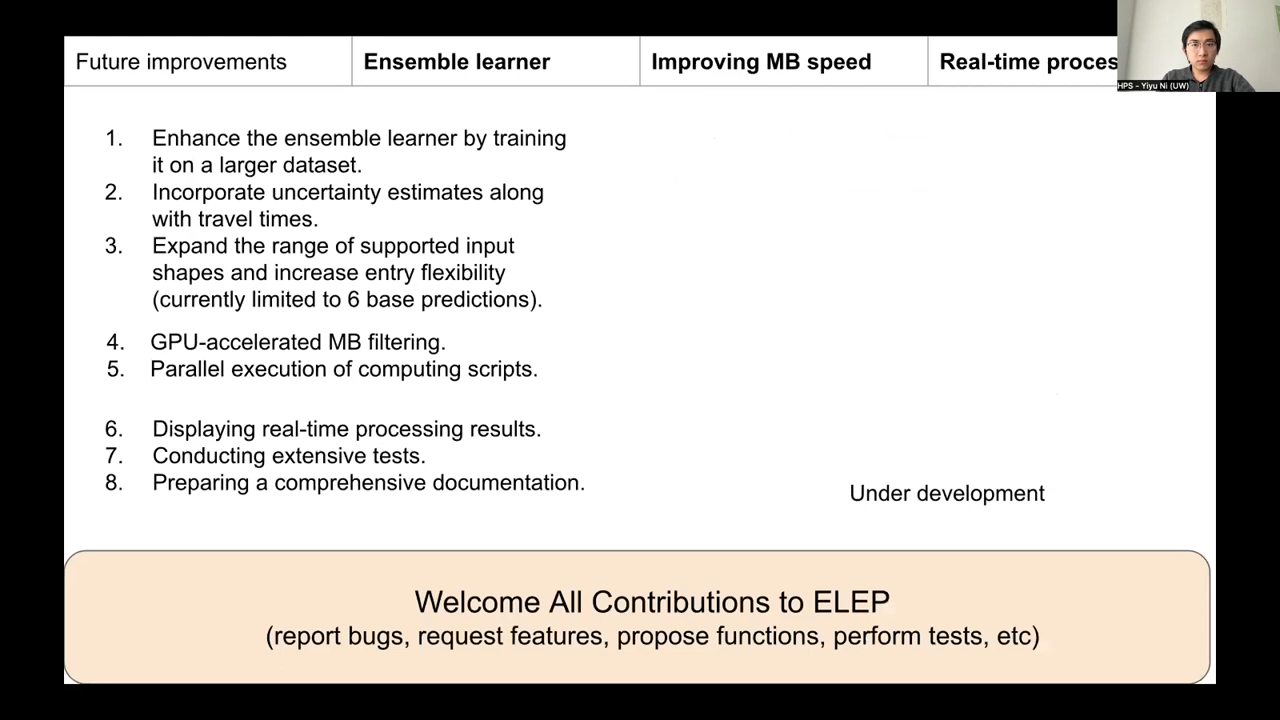 Future improvements
Ensemble learner
Improving MB speed
Real-time proces
HPS - Yiyu Ni (UW)
1. Enhance the ensemble learner by training
it on a larger dataset.
2. Incorporate uncertainty estimates along
with travel times.
3. Expand the range of supported input
shapes and increase entry flexibility
(currently limited to 6 base predictions).
4. GPU-accelerated MB filtering.
5. Parallel execution of computing scripts.
6. Displaying real-time processing results.
7. Conducting extensive tests.
8. Preparing a comprehensive documentation.
Under development
Welcome All Contributions to ELEP
(report bugs, request features, propose functions, perform tests, etc)